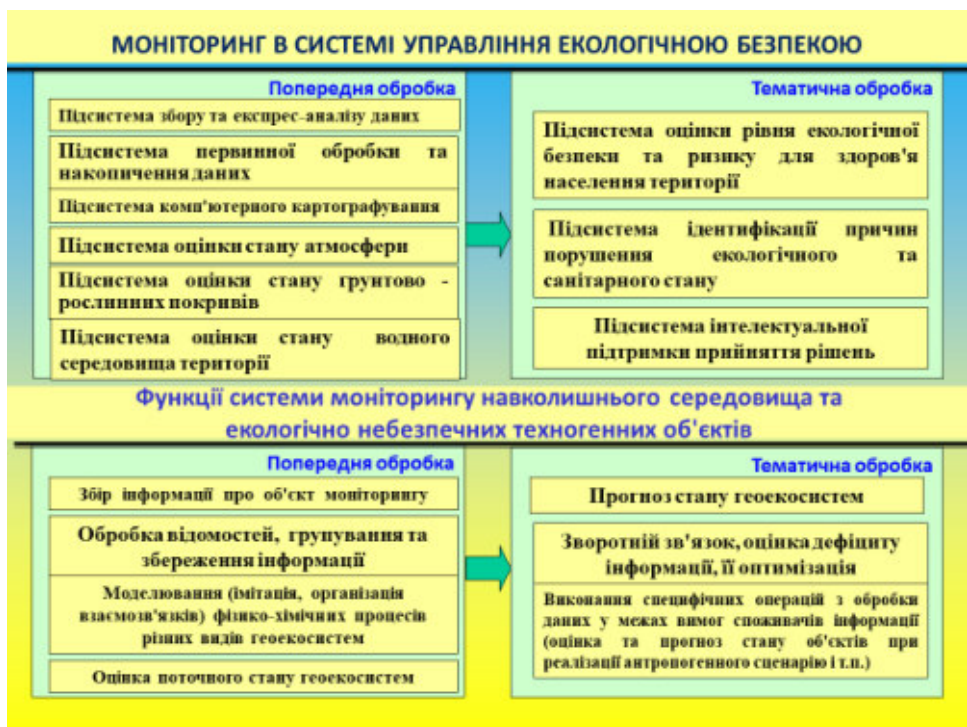 МОНІТОРИНГ В СИСТЕМІ УПРАВЛІННЯ ЕКОЛОГІЧНОЮ БЕЗПЕКОЮ
Попередня обробка
Підсистема збору та експрес-аналізу даних
Підсистема первинної обробки та
накопичення даних
Підсистема комп'ютерного картографування
Підсистема оцінки стану атмосфери
Підсистема оцінки стану грунтово -
рослинних покривів
Підсистема оцінки стану водного
середовища території
Тематична обробка
Підсистема оцінки рівня екологічної
безпеки та ризику для здоров'я
населення території
Підсистема ідентифікації причин
порушення екологічного та
санітарного стану
Підсистема інтелектуальної
підтримки прийняття рішень
Функції системи моніторингу навколишнього середовища та
екологічно небезпечних техногенних об'єктів
Попередня обробка
Збір інформації про об'єкт моніторингу
Обробка відомостей, групування та
збереження інформації
Моделювання (імітація, організація
взаємозв'язків) фізико-хімічних процесів
різних видів геоекосистем
Оцінка поточного стану геоекосистем
Тематична обробка
Прогноз стану геоекосистем
Зворотній зв'язок, оцінка дефіциту
інформації, її оптимізація
Виконання специфічних операцій з обробки
даних у межах вимог споживачів інформації
(оцінка та прогноз стану об'єктів при
реалізації антропогенного сценарію і т.п.)